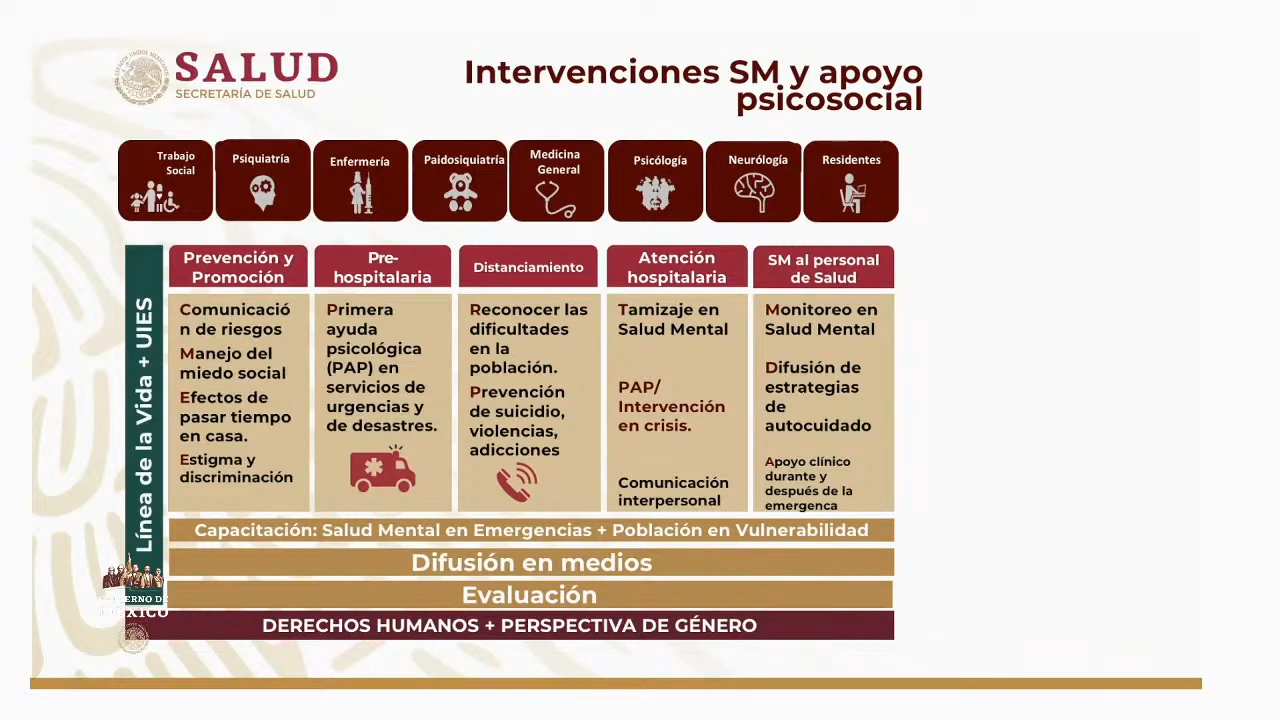 SALUD
SECRETARÍA DE SALUD
Intervenciones SM y apoyo
psicosocial
Trabajo
Social
Psiquiatría
Enfermería
Paidosiquiatría
Medicina
General
Psicólogía
Neurólogía
Residentes
Línea de la Vida + UIES
Prevención y
Promoción
Comunicació
n de riesgos
Manejo del
miedo social
Efectos de
pasar tiempo
en casa.
Estigma y
discriminación
Pre-
hospitalaria
Primera
ayuda
psicológica
(PAP) en
servicios de
urgencias y
de desastres.
Distanciamiento
Reconocer las
dificultades
en la
población.
Prevención
de suicidio,
violencias,
adicciones
Atención
hospitalaria
Tamizaje en
Salud Mental
PAP/
Intervención
en crisis.
Comunicación
interpersonal
SM al personal
de Salud
Monitoreo en
Salud Mental
Difusión de
estrategias
de
autocuidado
Apoyo clínico
durante y
después de la
emergenca
Capacitación: Salud Mental en Emergencias + Población en Vulnerabilidad
Difusión en medios
Evaluación
DERECHOS HUMANOS + PERSPECTIVA DE GÉNERO